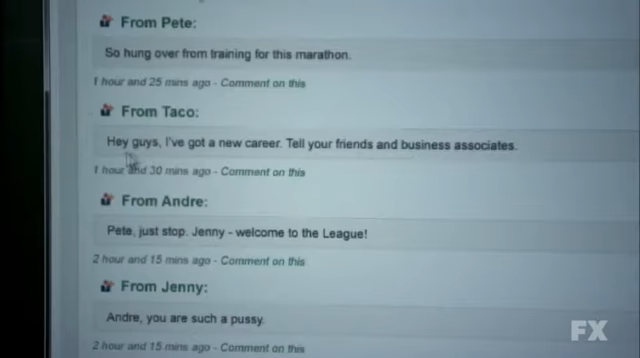 From Pete:
So hung over from training for this marathon.
1 hour and 25 mins ago - Comment on this
From Taco:
Hey guys, I've got a new career. Tell your friends and business associates.
1 hour and 30 mins ago - Comment on this
From Andre:
Pete, just stop. Jenny - welcome to the League!
2 hour and 15 mins ago - Comment on this
From Jenny:
Andre, you are such a pussy.
2 hour and 15 mins ago - Comment on this
FX